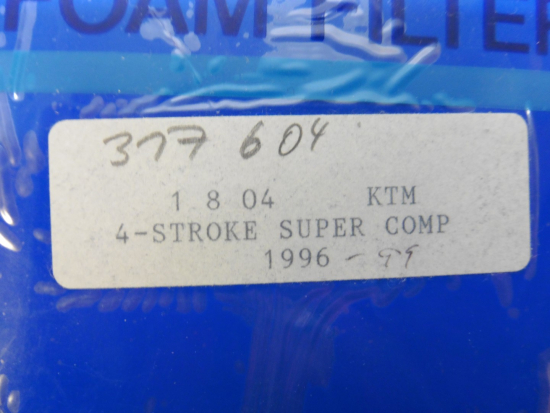 FOAM FILTER
377 604
1 8 04 KTM
4-STROKE SUPER COMP
1996 - 99